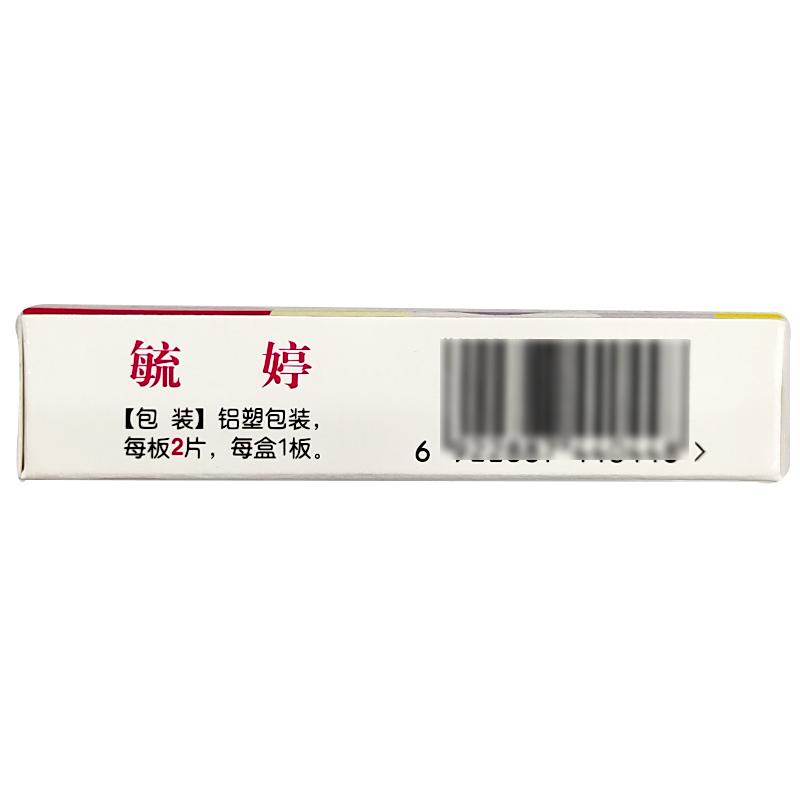 毓 婷
【包 装】铝塑包装，
每板2片，每盒1板。
6